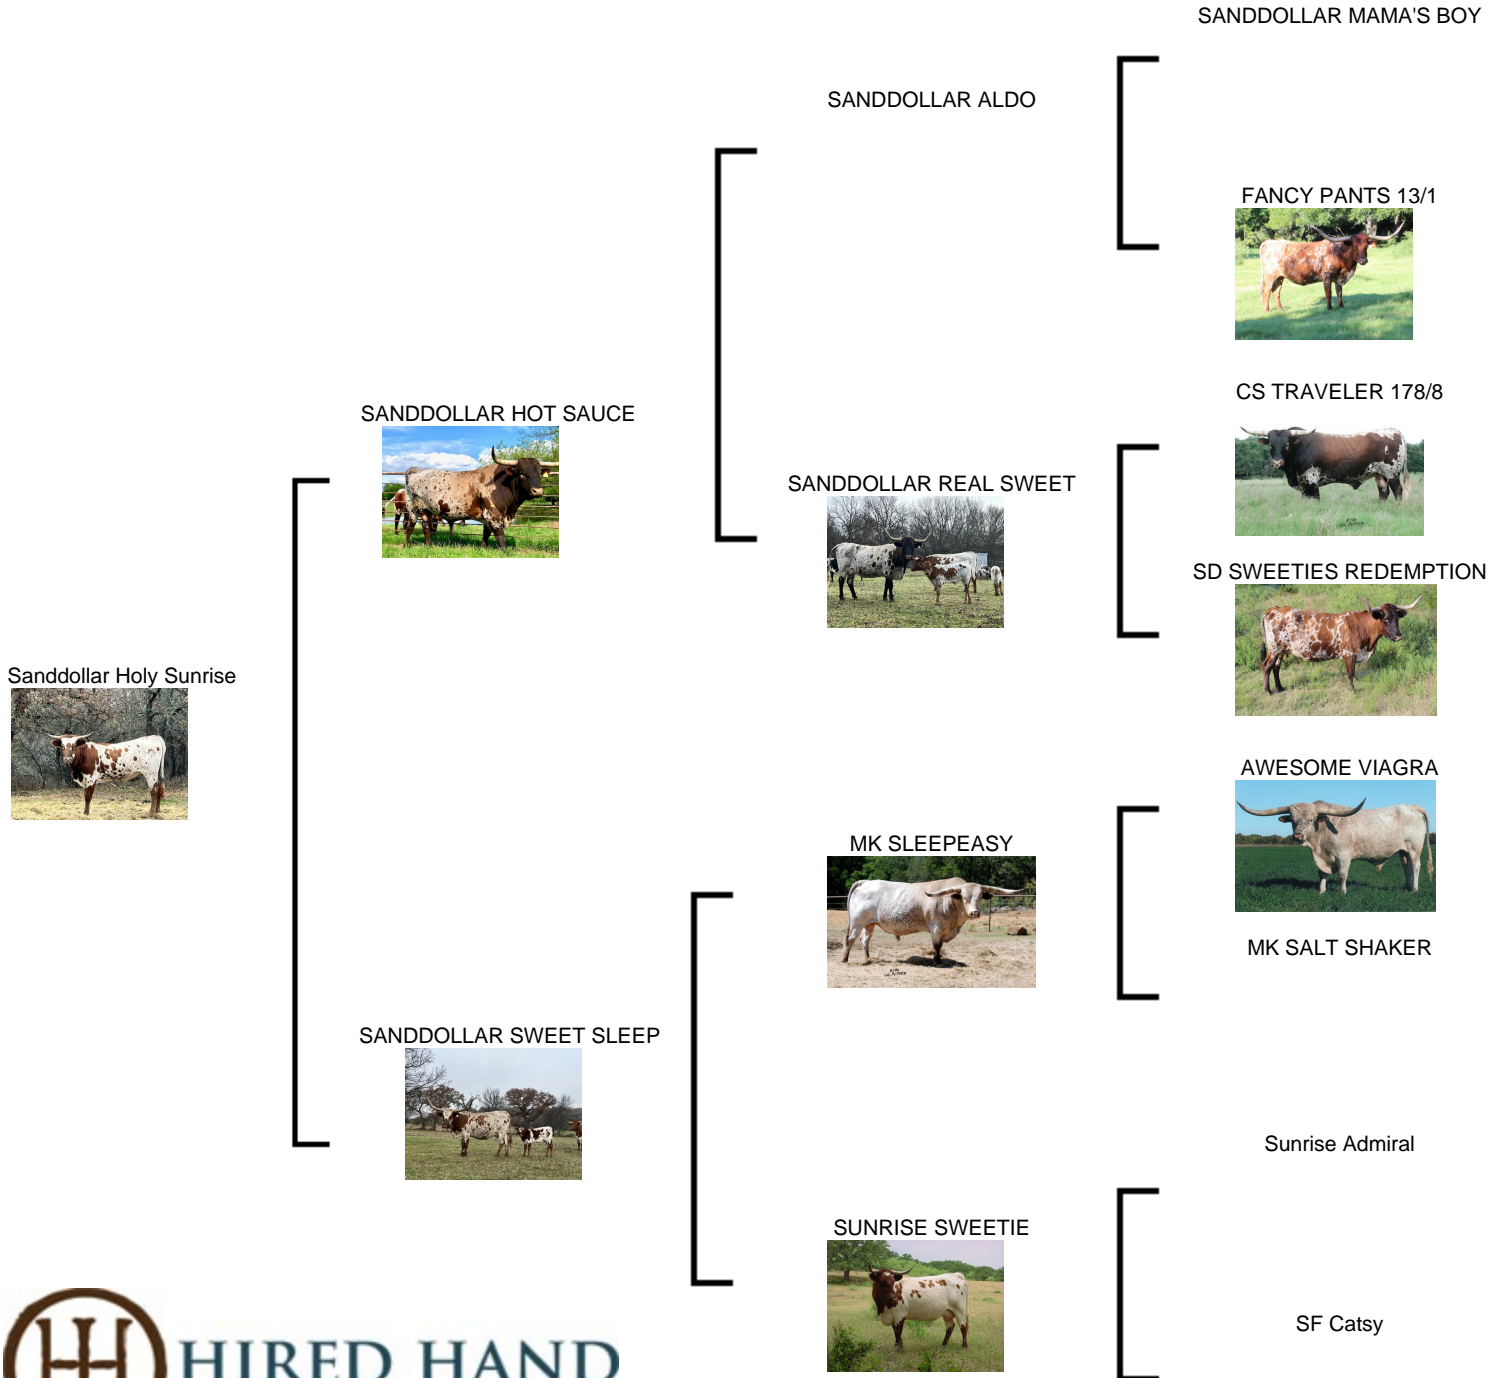 SANDDOLLAR MAMA'S BOY
SANDDOLLAR ALDO
FANCY PANTS 13/1
CS TRAVELER 178/8
SANDDOLLAR HOT SAUCE
SANDDOLLAR REAL SWEET
SD SWEETIES REDEMPTION
Sanddollar Holy Sunrise
AWESOME VIAGRA
MK SLEEPEASY
MK SALT SHAKER
SANDDOLLAR SWEET SLEEP
Sunrise Admiral
SUNRISE SWEETIE
SF Catsy
HIRED HAND